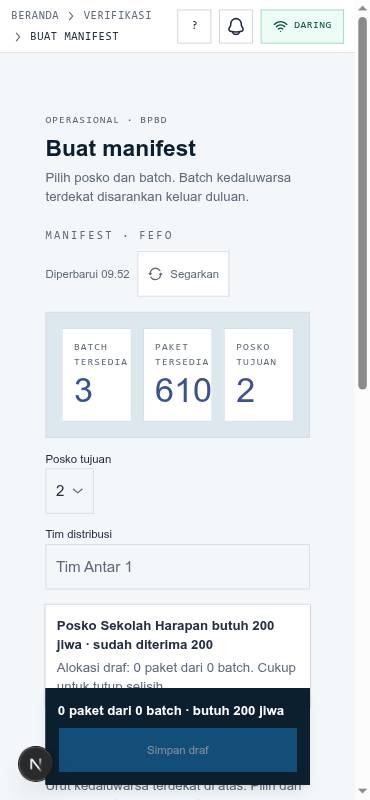 BERANDA > VERIFIKASI
> BUAT MANIFEST
?
DARING
OPERASIONAL · BPBD
Buat manifest
Pilih posko dan batch. Batch kedaluwarsa
terdekat disarankan keluar duluan.
MANIFEST · FEFO
Diperbarui 09.52
Segarkan
BATCH
TERSEDIA
3
PAKET
TERSEDIA
610
POSKO
TUJUAN
2
Posko tujuan
2
Tim distribusi
Tim Antar 1
Posko Sekolah Harapan butuh 200
jiwa · sudah diterima 200
Alokasi draf: 0 paket dari 0 batch. Cukup
untuk tutup selisih.
0 paket dari 0 batch · butuh 200 jiwa
Simpan draf
N
Urut kedaluwarsa terdekat di atas. Pilih dan